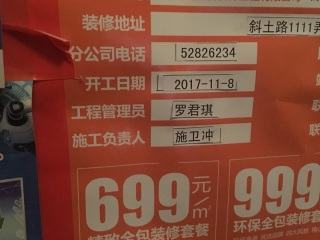 装修地址 斜土路1111弄
分公司电话 52826234
开工日期 2017-11-8
工程管理员 罗君琪
施工负责人 施卫冲
699元/㎡ 999
精致全包装修套餐 环保全包装修套餐